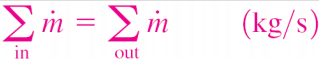 ∑ ṁ = ∑ ṁ (kg/s)
in out